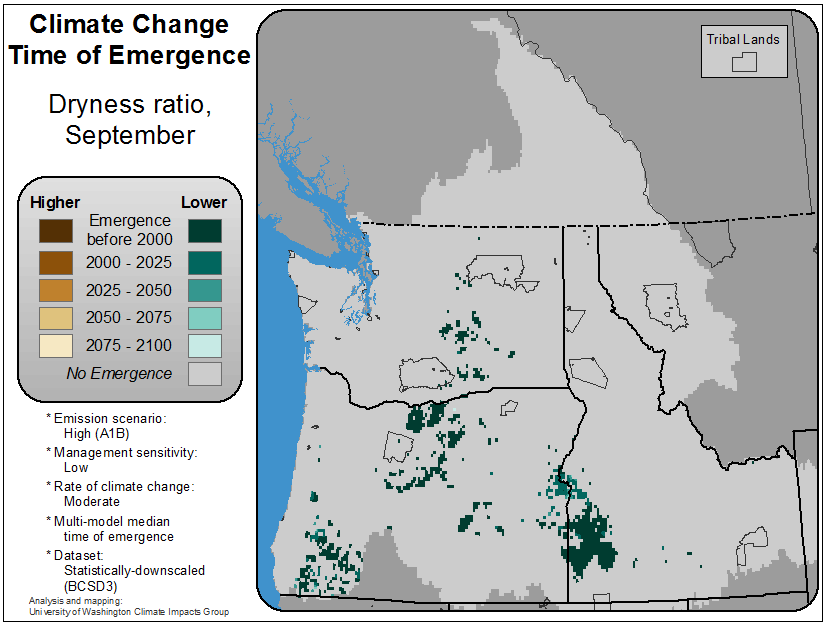 Climate Change
Time of Emergence
Dryness ratio,
September
Higher
Lower
Emergence
before 2000
2000 - 2025
2025 - 2050
2050 - 2075
2075 - 2100
No Emergence
* Emission scenario:
High (A1B)
* Management sensitivity:
Low
* Rate of climate change:
Moderate
* Multi-model median
time of emergence
* Dataset:
Statistically-downscaled
(BCSD3)
Analysis and mapping:
University of Washington Climate Impacts Group
Tribal Lands